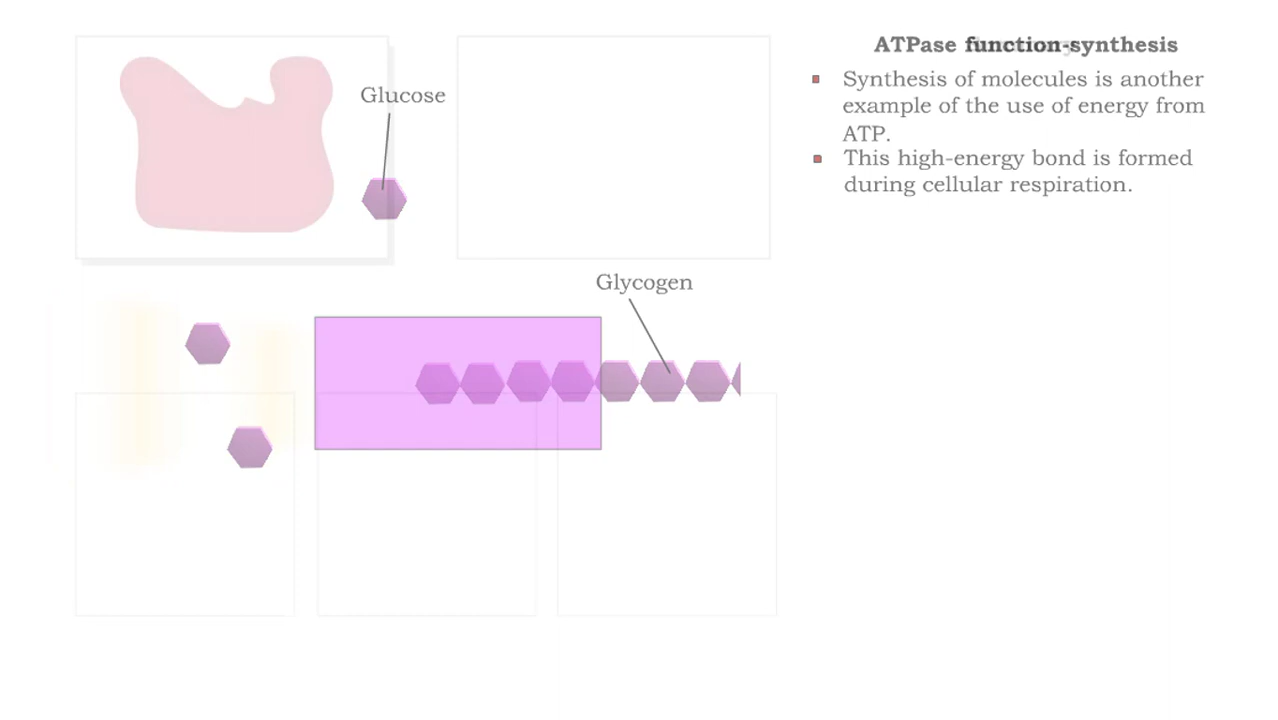 Glucose
Glycogen
ATPase function-synthesis
Synthesis of molecules is another
example of the use of energy from
ATP.
This high-energy bond is formed
during cellular respiration.